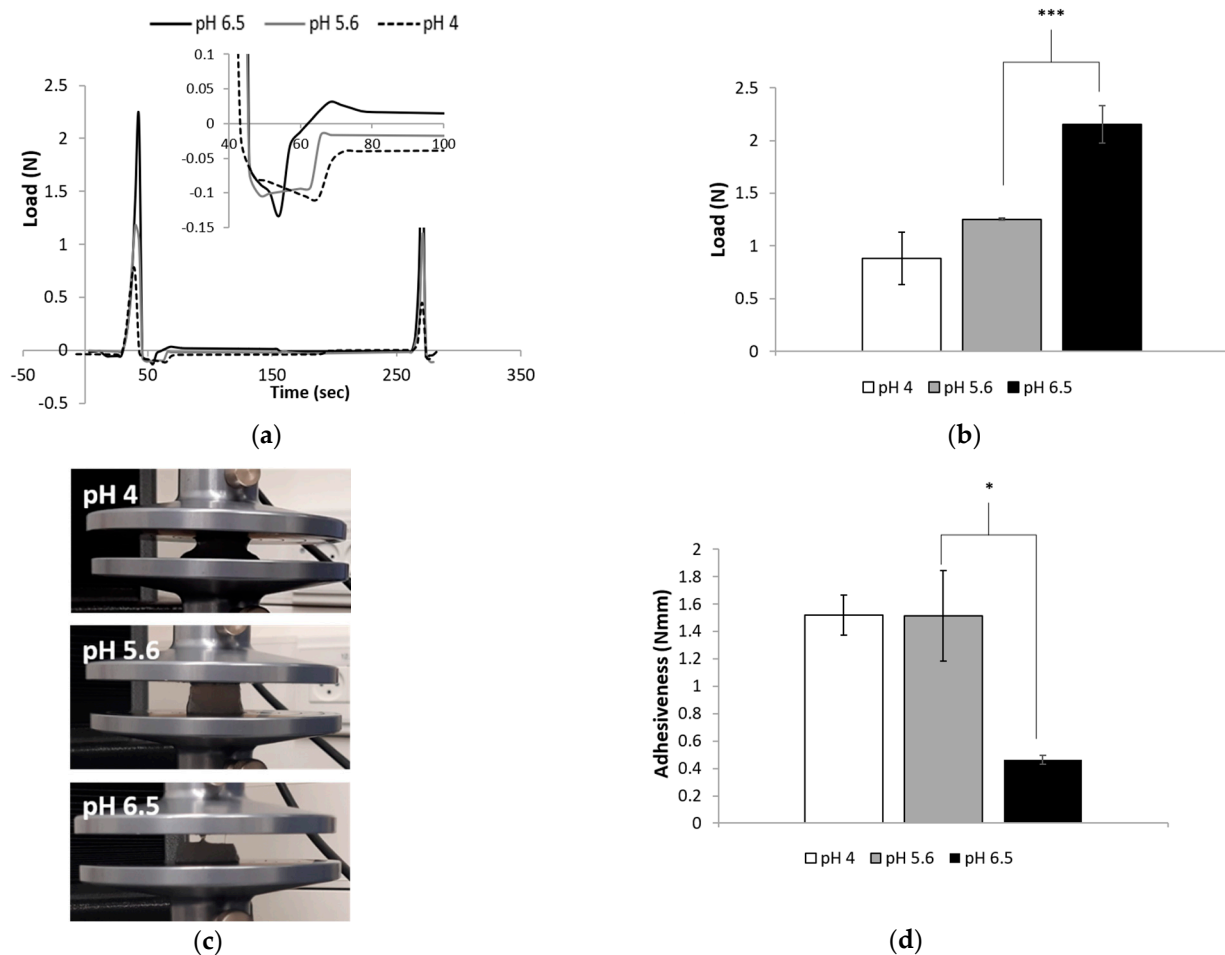 pH 6.5 pH 5.6 pH 4
0.1
0.05
0
-0.05
-0.1
-0.15
40 60 80 100
2.5
2
1.5
1
0.5
0
-0.5
-50 50 150 250 350
Load (N)
Time (sec)
(a)
***
2.5
2
1.5
1
0.5
0
Load (N)
pH 4 pH 5.6 pH 6.5
(b)
pH 4
pH 5.6
pH 6.5
(c)
*
2
1.8
1.6
1.4
1.2
1
0.8
0.6
0.4
0.2
0
Adhesiveness (Nmm)
pH 4 pH 5.6 pH 6.5
(d)